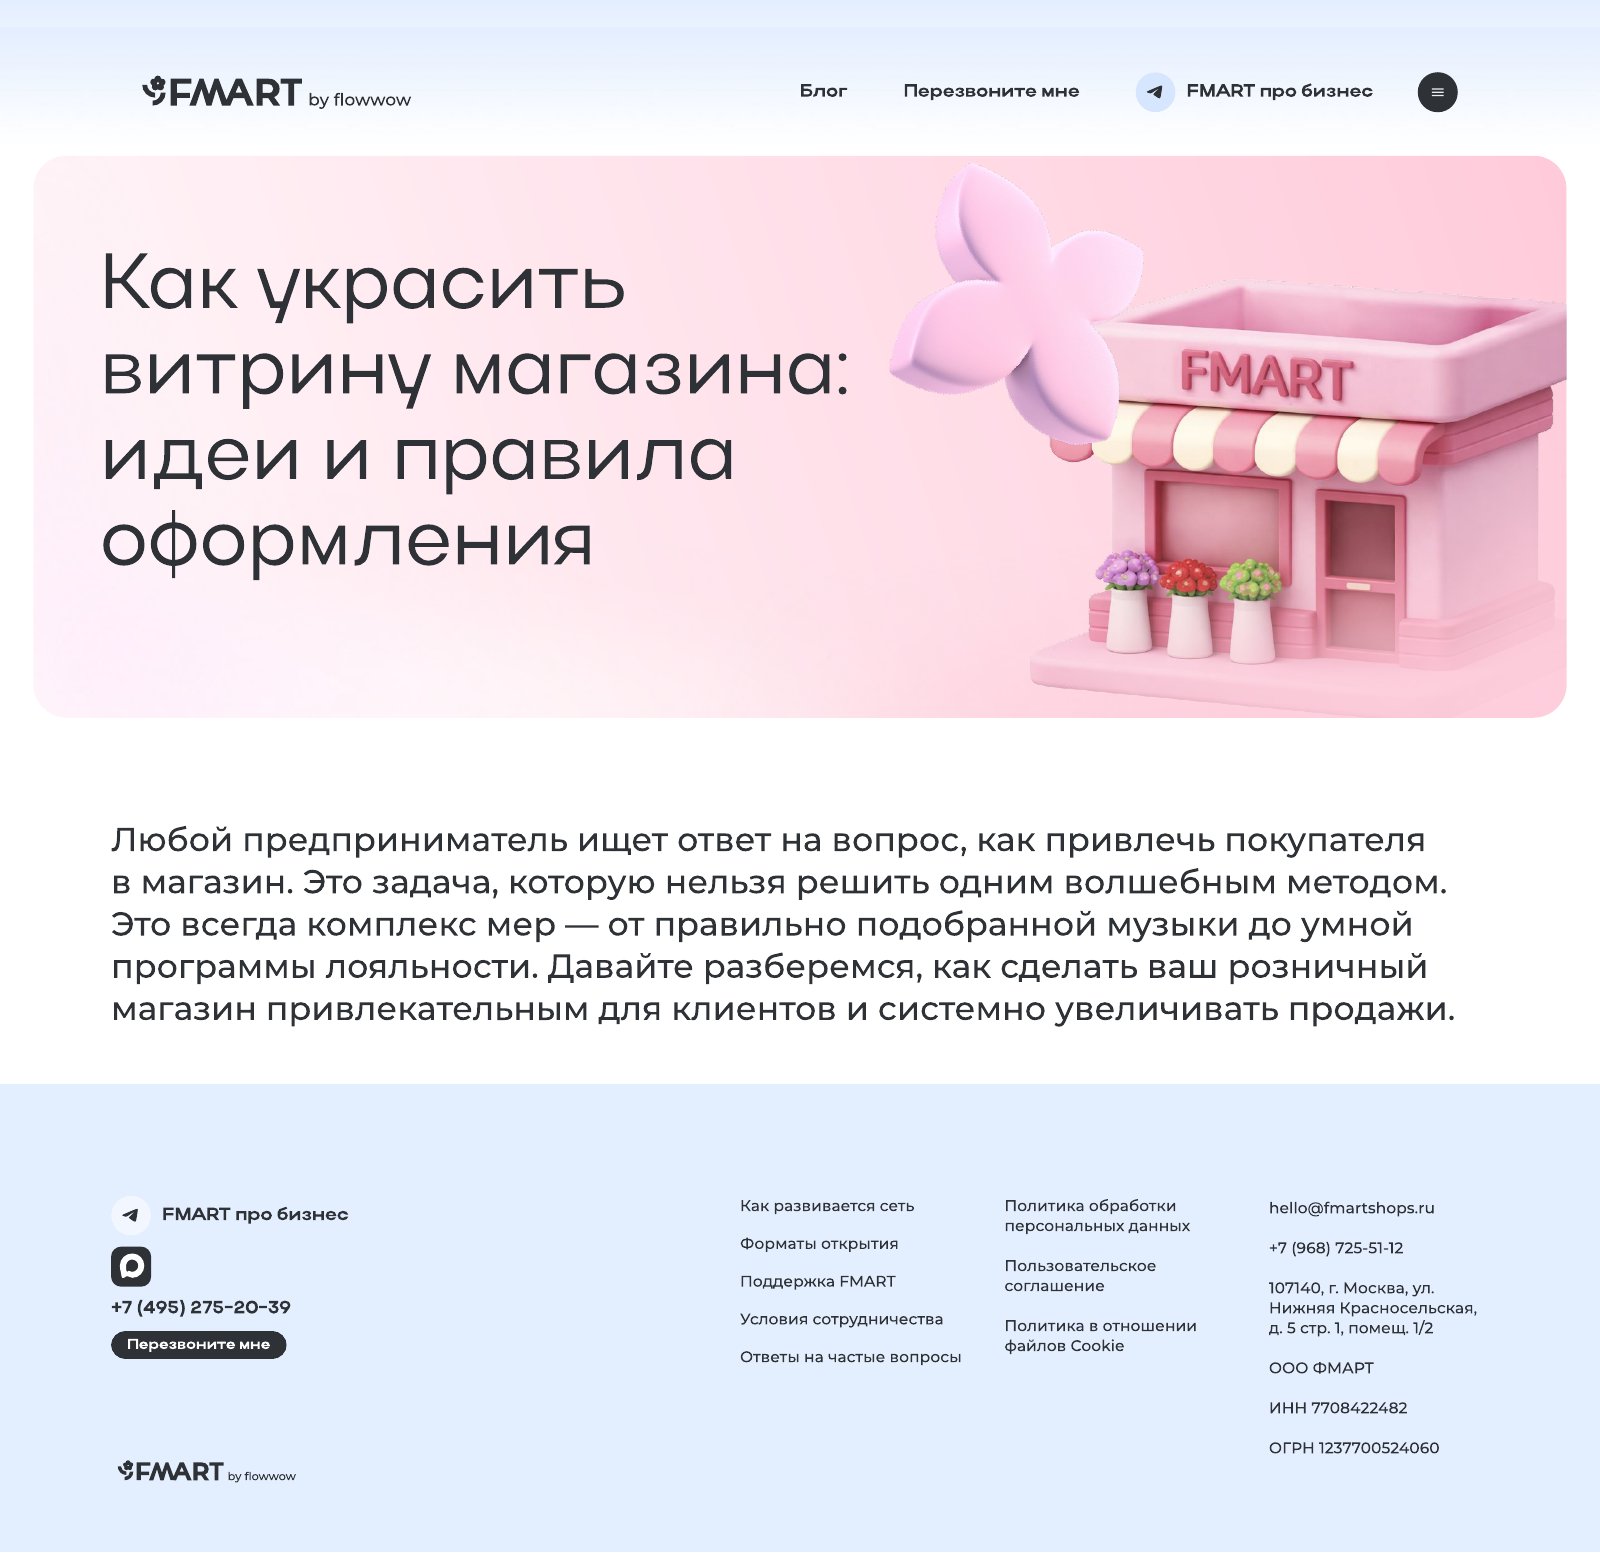 FMART by flowwow
Блог
Перезвоните мне
FMART про бизнес
Как украсить
витрину магазина:
идеи и правила
оформления
FMART
Любой предприниматель ищет ответ на вопрос, как привлечь покупателя
в магазин. Это задача, которую нельзя решить одним волшебным методом.
Это всегда комплекс мер — от правильно подобранной музыки до умной
программы лояльности. Давайте разберемся, как сделать ваш розничный
магазин привлекательным для клиентов и системно увеличивать продажи.
FMART про бизнес
+7 (495) 275-20-39
Перезвоните мне
FMART by flowwow
Как развивается сеть
Форматы открытия
Поддержка FMART
Условия сотрудничества
Ответы на частые вопросы
Политика обработки
персональных данных
Пользовательское
соглашение
Политика в отношении
файлов Cookie
hello@fmartshops.ru
+7 (968) 725-51-12
107140, г. Москва, ул.
Нижняя Красносельская,
д. 5 стр. 1, помещ. 1/2
ООО ФМАРТ
ИНН 7708422482
ОГРН 1237700524060